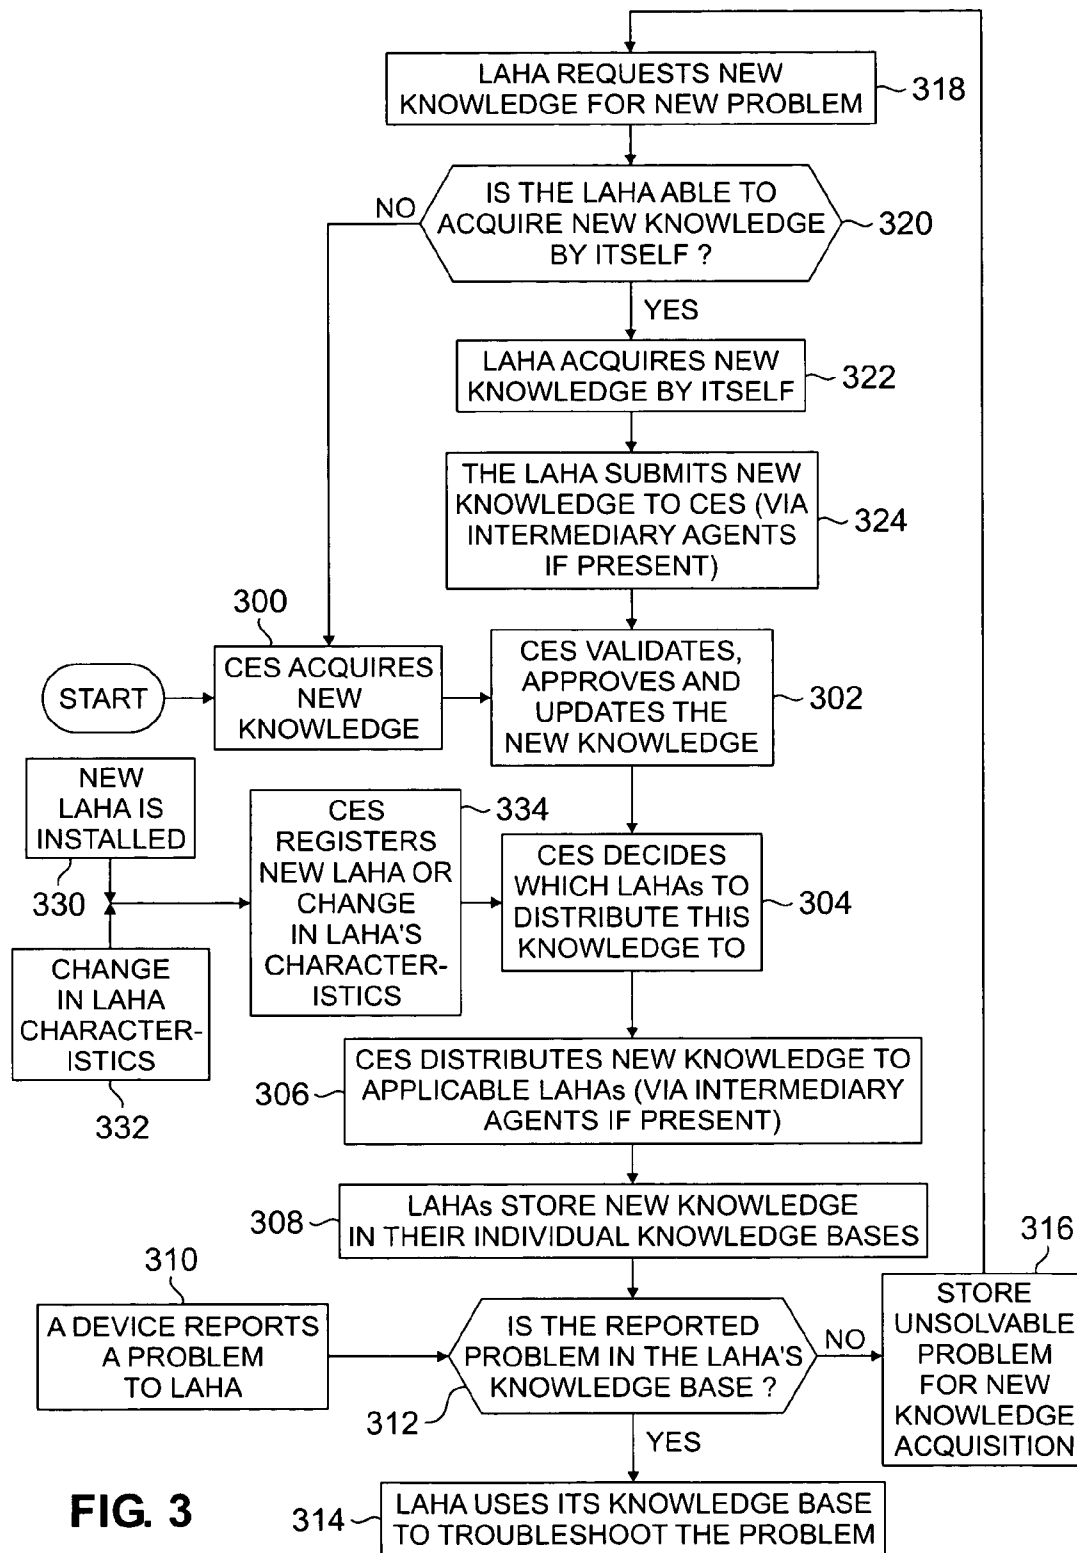 LAHA REQUESTS NEW
KNOWLEDGE FOR NEW PROBLEM
318
IS THE LAHA ABLE TO
ACQUIRE NEW KNOWLEDGE
BY ITSELF ?
320
NO
YES
LAHA ACQUIRES NEW
KNOWLEDGE BY ITSELF
322
THE LAHA SUBMITS NEW
KNOWLEDGE TO CES (VIA
INTERMEDIARY AGENTS
IF PRESENT)
324
START
300
CES ACQUIRES
NEW
KNOWLEDGE
CES VALIDATES,
APPROVES AND
UPDATES THE
NEW KNOWLEDGE
302
NEW
LAHA IS
INSTALLED
330
CHANGE
IN LAHA
CHARACTER-
ISTICS
332
334
CES
REGISTERS
NEW LAHA OR
CHANGE
IN LAHA'S
CHARACTER-
ISTICS
CES DECIDES
WHICH LAHAs TO
DISTRIBUTE THIS
KNOWLEDGE TO
304
306
CES DISTRIBUTES NEW KNOWLEDGE TO
APPLICABLE LAHAs (VIA INTERMEDIARY
AGENTS IF PRESENT)
308
LAHAs STORE NEW KNOWLEDGE
IN THEIR INDIVIDUAL KNOWLEDGE BASES
310
A DEVICE REPORTS
A PROBLEM
TO LAHA
IS THE REPORTED
PROBLEM IN THE LAHA'S
KNOWLEDGE BASE ?
312
NO
316
STORE
UNSOLVABLE
PROBLEM
FOR NEW
KNOWLEDGE
ACQUISITION
YES
314
LAHA USES ITS KNOWLEDGE BASE
TO TROUBLESHOOT THE PROBLEM
FIG. 3